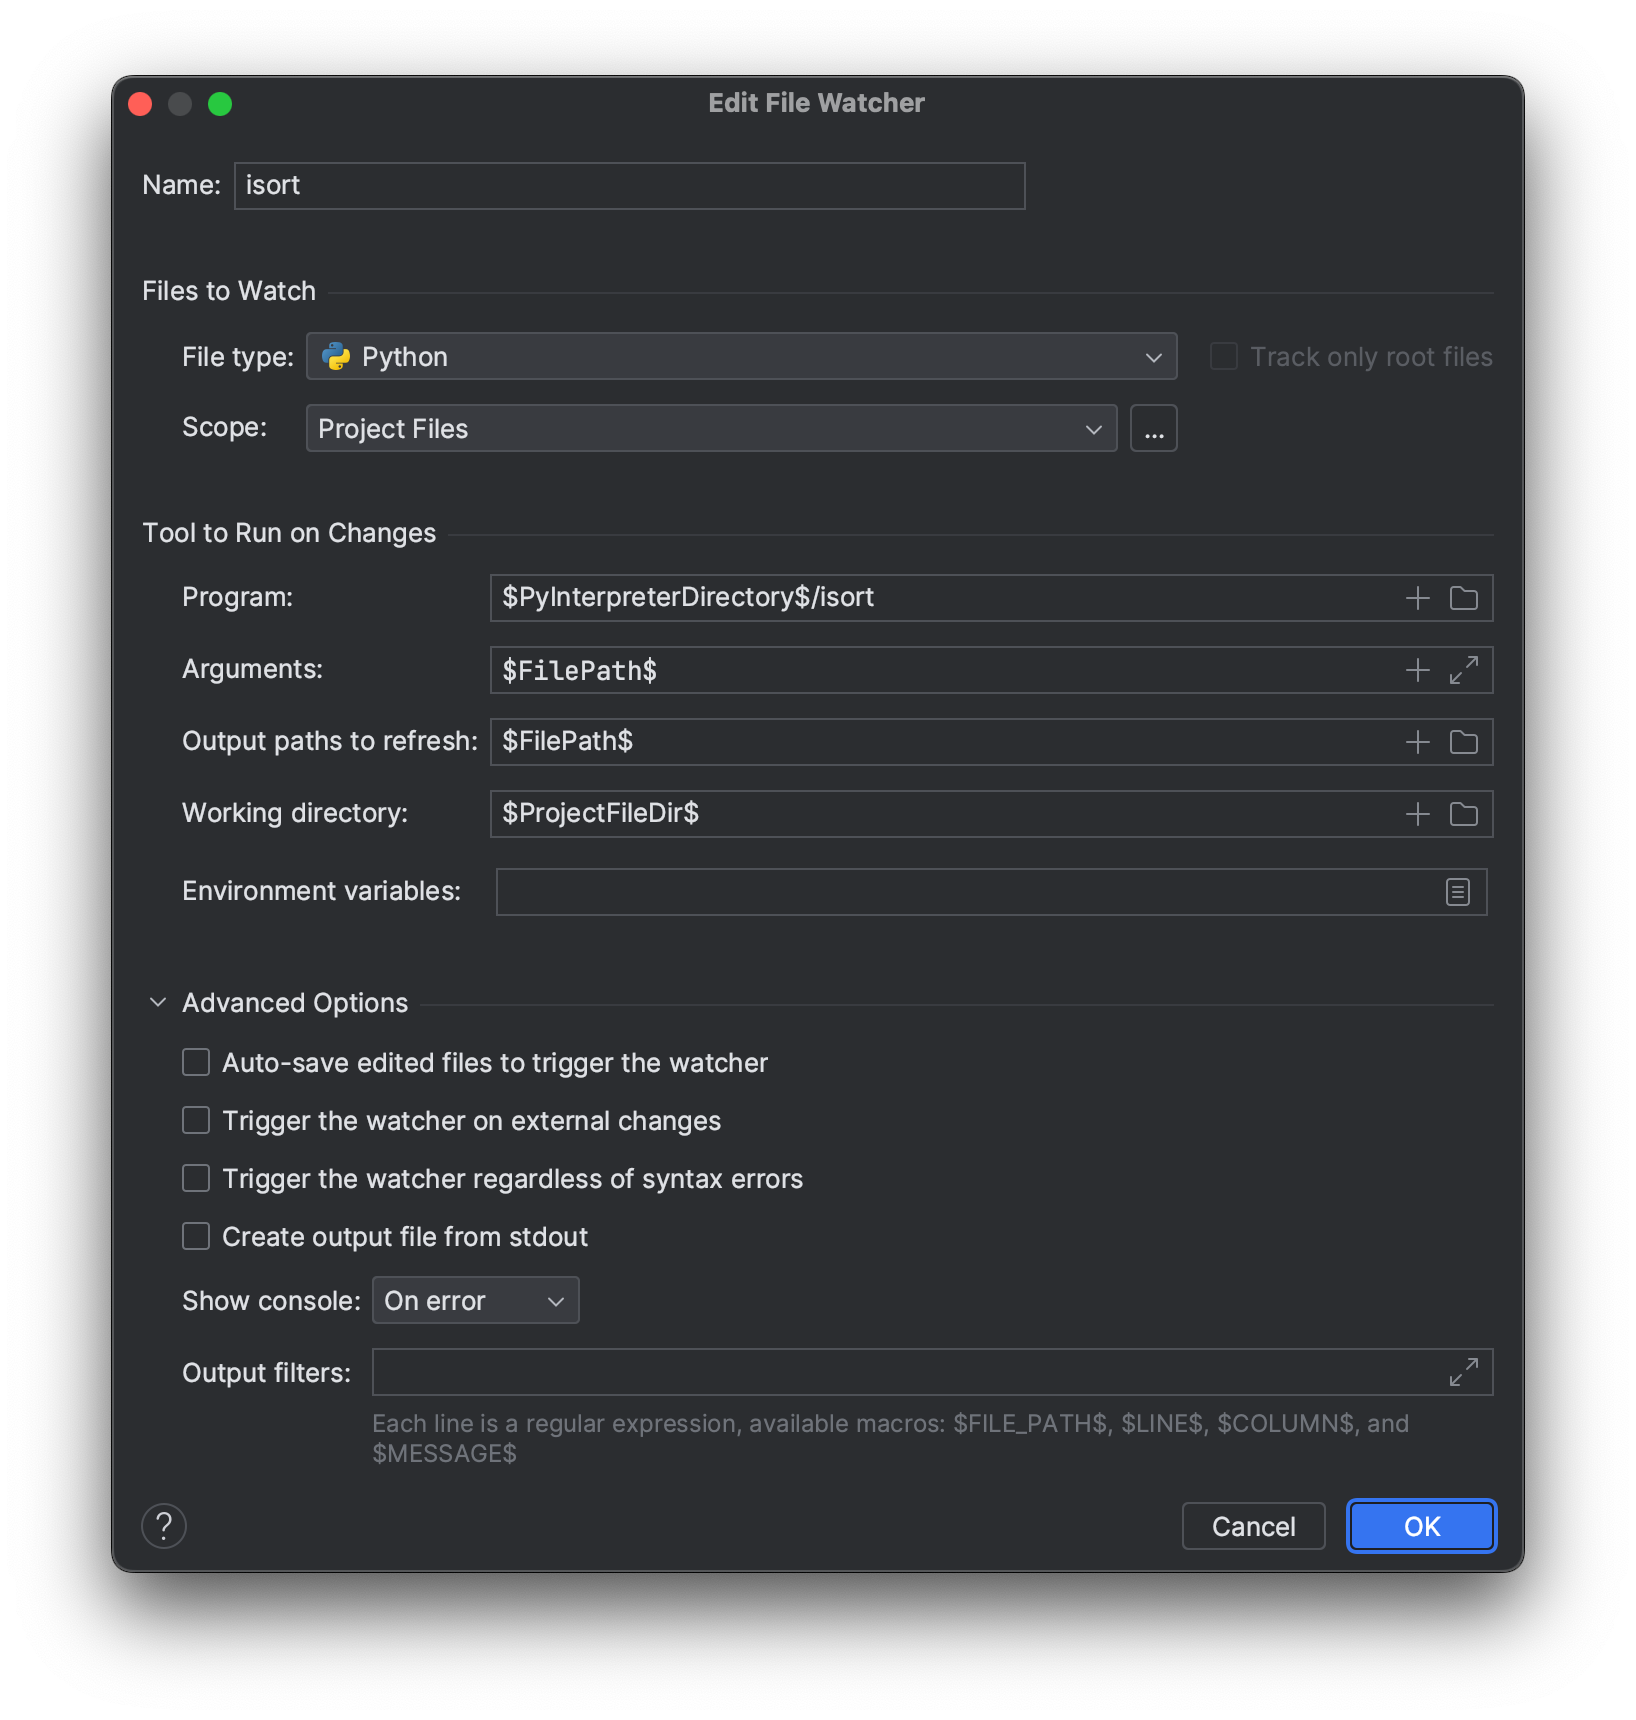 Edit File Watcher
Name: isort
Files to Watch
File type: Python Track only root files
Scope: Project Files ...
Tool to Run on Changes
Program: $PyInterpreterDirectory$/isort
Arguments: $FilePath$
Output paths to refresh: $FilePath$
Working directory: $ProjectFileDir$
Environment variables:
Advanced Options
Auto-save edited files to trigger the watcher
Trigger the watcher on external changes
Trigger the watcher regardless of syntax errors
Create output file from stdout
Show console: On error
Output filters:
Each line is a regular expression, available macros: $FILE_PATH$, $LINE$, $COLUMN$, and
$MESSAGE$
? Cancel OK